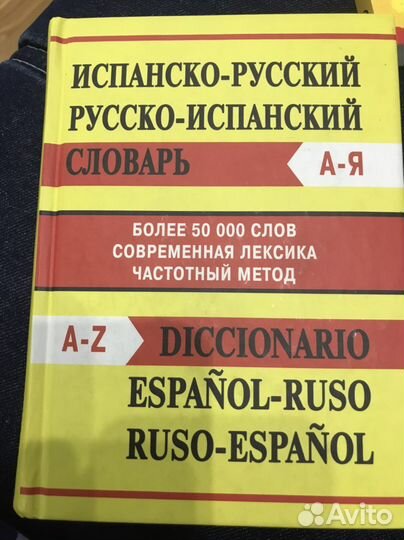 ИСПАНСКО-РУССКИЙ
РУССКО-ИСПАНСКИЙ
СЛОВАРЬ А-Я
БОЛЕЕ 50 000 СЛОВ
СОВРЕМЕННАЯ ЛЕКСИКА
ЧАСТОТНЫЙ МЕТОД
A-Z DICCIONARIO
ESPAÑOL-RUSO
RUSO-ESPAÑOL
Avito